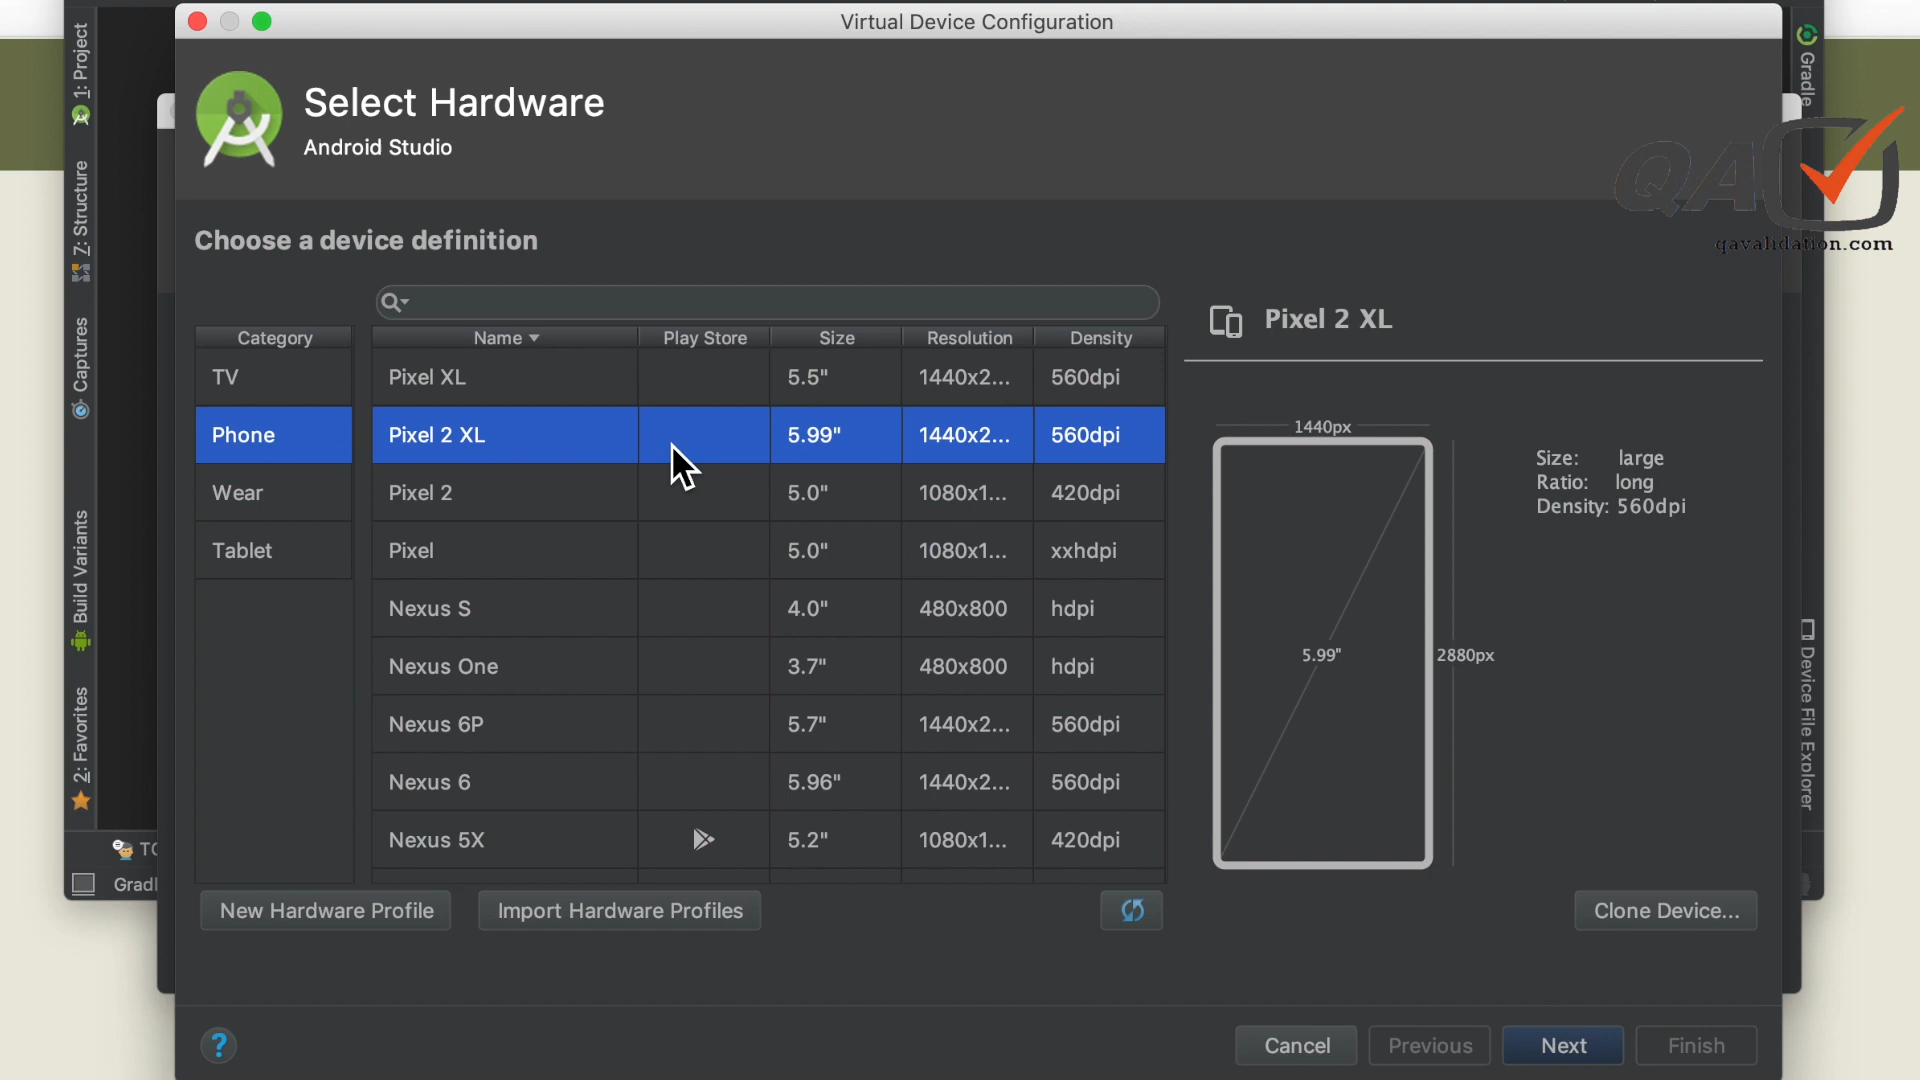 Virtual Device Configuration
Select Hardware
Android Studio
1: Project
Z: Structure
Captures
Build Variants
2: Favorites
Gradle
Device File Explorer
QA
qavalidation.com
Choose a device definition
Category
TV
Phone
Wear
Tablet
Name Play Store Size Resolution Density
Pixel XL 5.5" 1440x2... 560dpi
Pixel 2 XL 5.99" 1440x2... 560dpi
Pixel 2 5.0" 1080x1... 420dpi
Pixel 5.0" 1080x1... xxhdpi
Nexus S 4.0" 480x800 hdpi
Nexus One 3.7" 480x800 hdpi
Nexus 6P 5.7" 1440x2... 560dpi
Nexus 6 5.96" 1440x2... 560dpi
Nexus 5X 5.2" 1080x1... 420dpi
Pixel 2 XL
1440px
5.99"
2880px
Size: large
Ratio: long
Density: 560dpi
TO
Gradl
New Hardware Profile
Import Hardware Profiles
Clone Device...
?
Cancel
Previous
Next
Finish